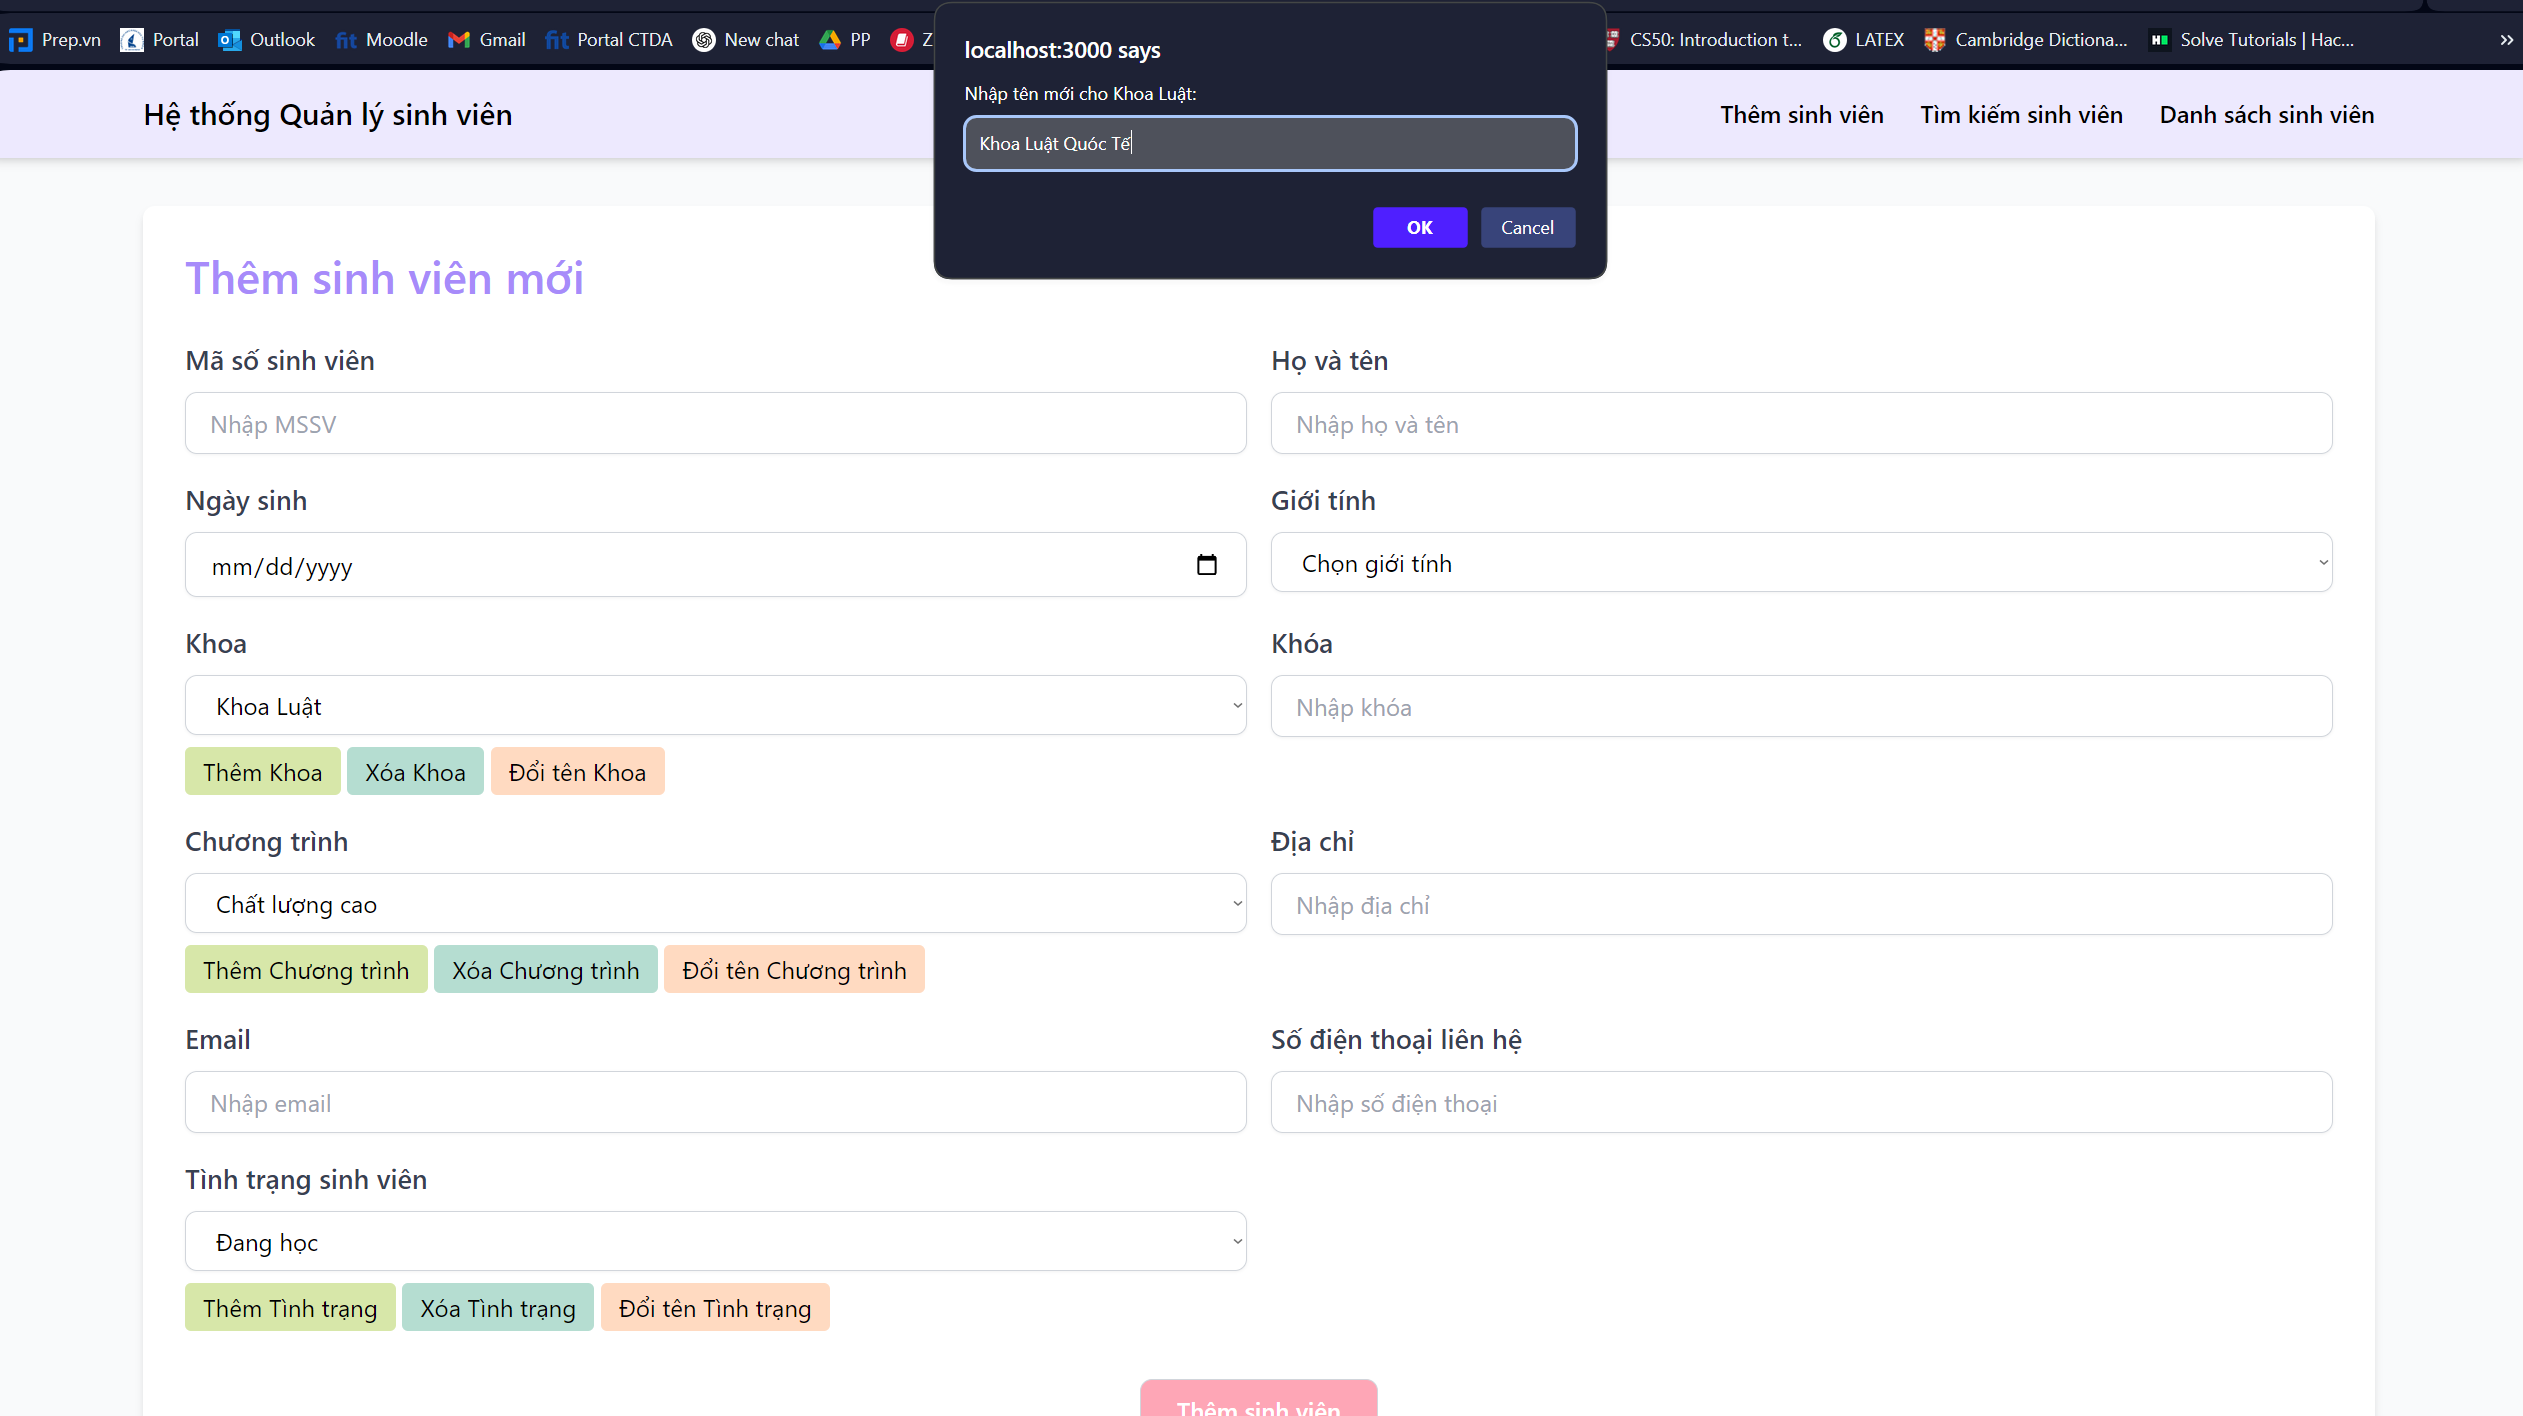 Prep.vn Portal Outlook fit Moodle Gmail fit Portal CTDA New chat PP Z CS50: Introduction t... LATEX Cambridge Dictiona... H Solve Tutorials | Hac... »
localhost:3000 says
Nhập tên mới cho Khoa Luật:
Khoa Luật Quóc Tế
OK Cancel
Hệ thống Quản lý sinh viên Thêm sinh viên Tìm kiếm sinh viên Danh sách sinh viên
Thêm sinh viên mới
Mã số sinh viên Họ và tên
Nhập MSSV Nhập họ và tên
Ngày sinh Giới tính
mm/dd/yyyy Chọn giới tính
Khoa Khóa
Khoa Luật Nhập khóa
Thêm Khoa Xóa Khoa Đổi tên Khoa
Chương trình Địa chỉ
Chất lượng cao Nhập địa chỉ
Thêm Chương trình Xóa Chương trình Đổi tên Chương trình
Email Số điện thoại liên hệ
Nhập email Nhập số điện thoại
Tình trạng sinh viên
Đang học
Thêm Tình trạng Xóa Tình trạng Đổi tên Tình trạng
Thêm sinh viên